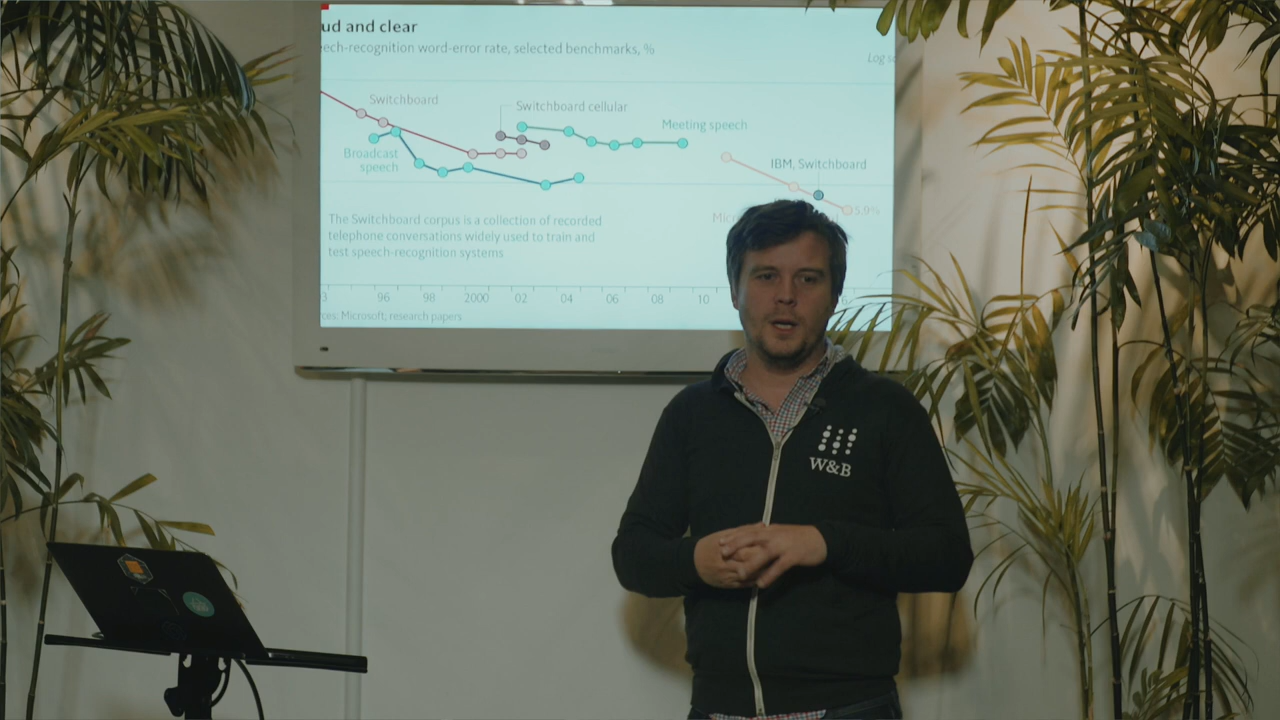 ud and clear
ech-recognition word-error rate, selected benchmarks, %
Log sc
Switchboard
Switchboard cellular
Meeting speech
Broadcast
speech
IBM, Switchboard
5.9%
The Switchboard corpus is a collection of recorded
telephone conversations widely used to train and
test speech-recognition systems
3 96 98 2000 02 04 06 08 10 6
ces: Microsoft, research papers
W&B